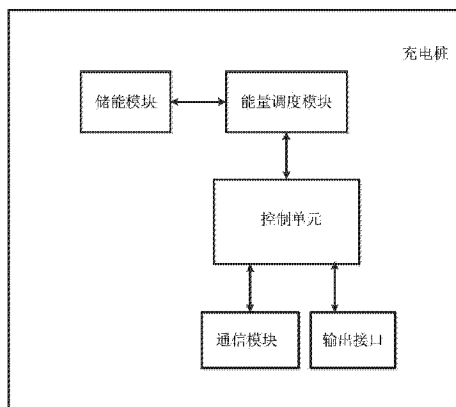 充电桩
储能模块
能量调度模块
控制单元
通信模块
输出接口